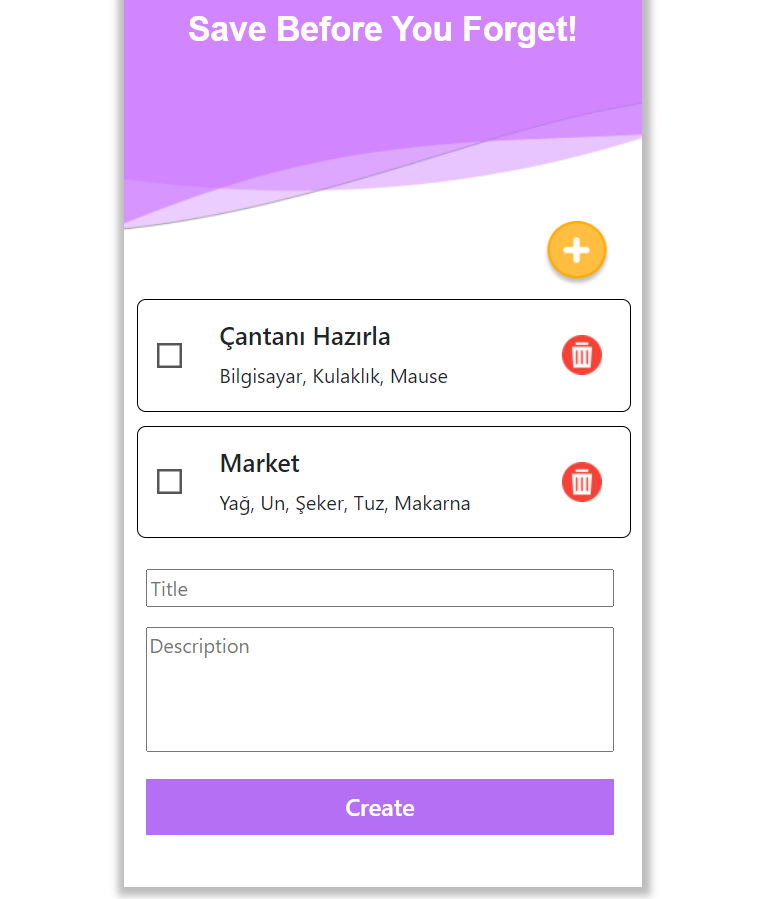 Save Before You Forget!
Çantanı Hazırla
Bilgisayar, Kulaklık, Mause
Market
Yağ, Un, Şeker, Tuz, Makarna
Title
Description
Create